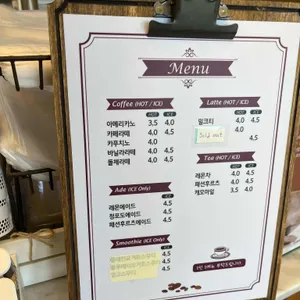 Menu
Coffee (HOT / ICE)
HOT ICE
아메리카노 3.5 4.0
카페라떼 4.0 4.5
카푸치노 4.0
바닐라라떼 4.0 4.5
돌체라떼 4.0 4.5
Ade (ICE Only)
레몬에이드 4.5
청포도에이드 4.5
패션후르츠에이드 4.5
Smoothie (ICE Only)
4.5
4.5
4.5
Latte (HOT / ICE)
HOT ICE
밀크티 4.0 4.5
Sold out 4.0
4.5
Tea (HOT / ICE)
HOT ICE
레몬차 4.0 4.5
패션후르츠 4.0 4.5
캐모마일 3.5 4.0